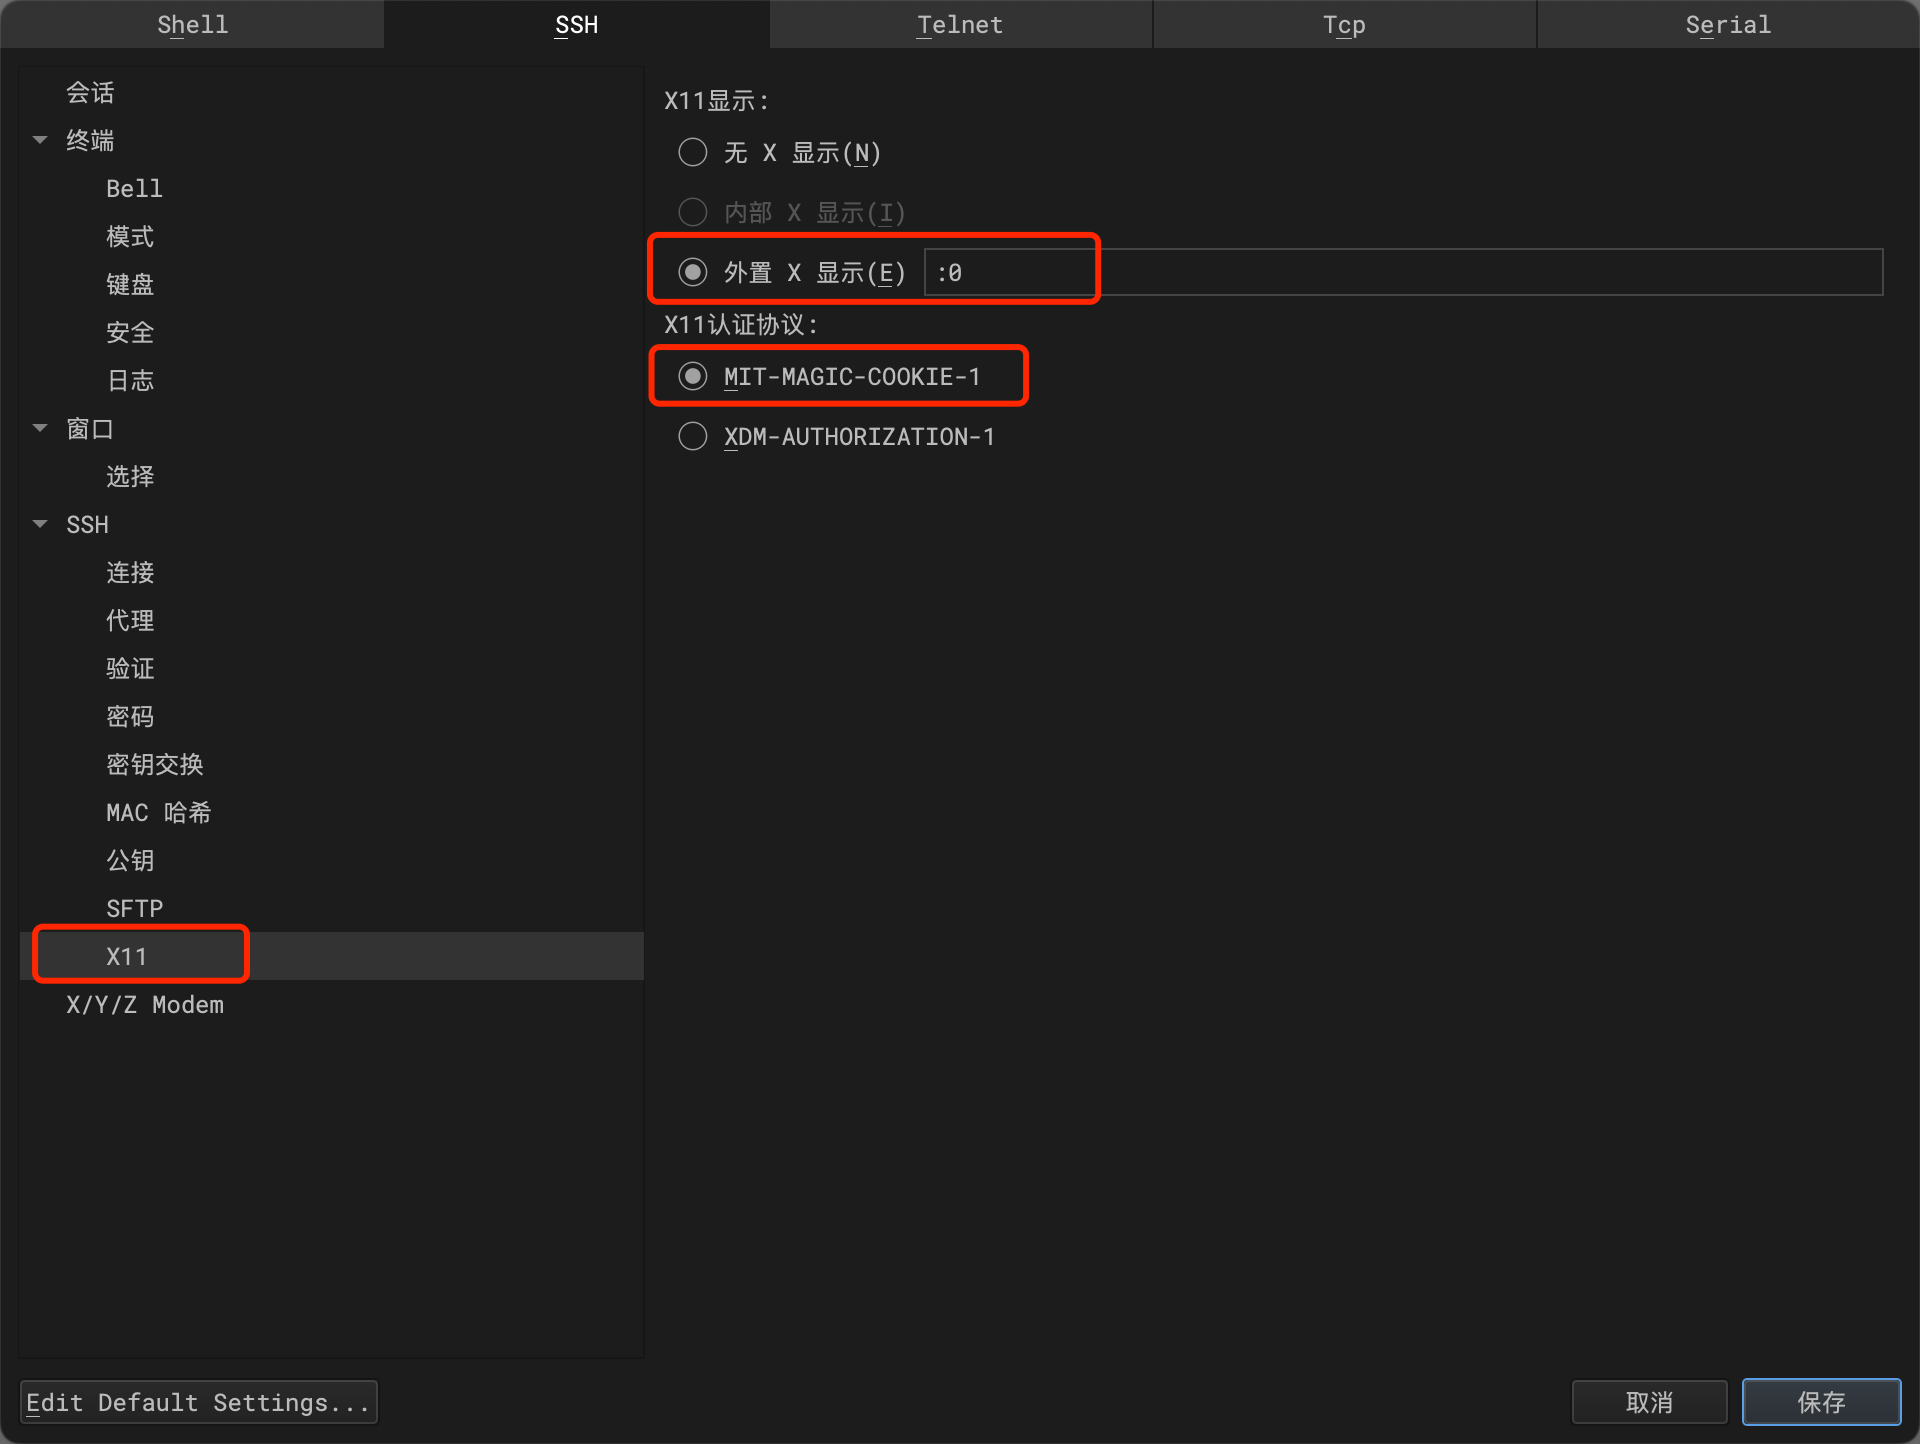 Shell
SSH
Telnet
Tcp
Serial
会话
终端
Bell
模式
键盘
安全
日志
窗口
选择
SSH
连接
代理
验证
密码
密钥交换
MAC 哈希
公钥
SFTP
X11
X/Y/Z Modem
X11显示:
无 X 显示(N)
内部 X 显示(I)
外置 X 显示(E) :0
X11认证协议:
MIT-MAGIC-COOKIE-1
XDM-AUTHORIZATION-1
Edit Default Settings...
取消
保存